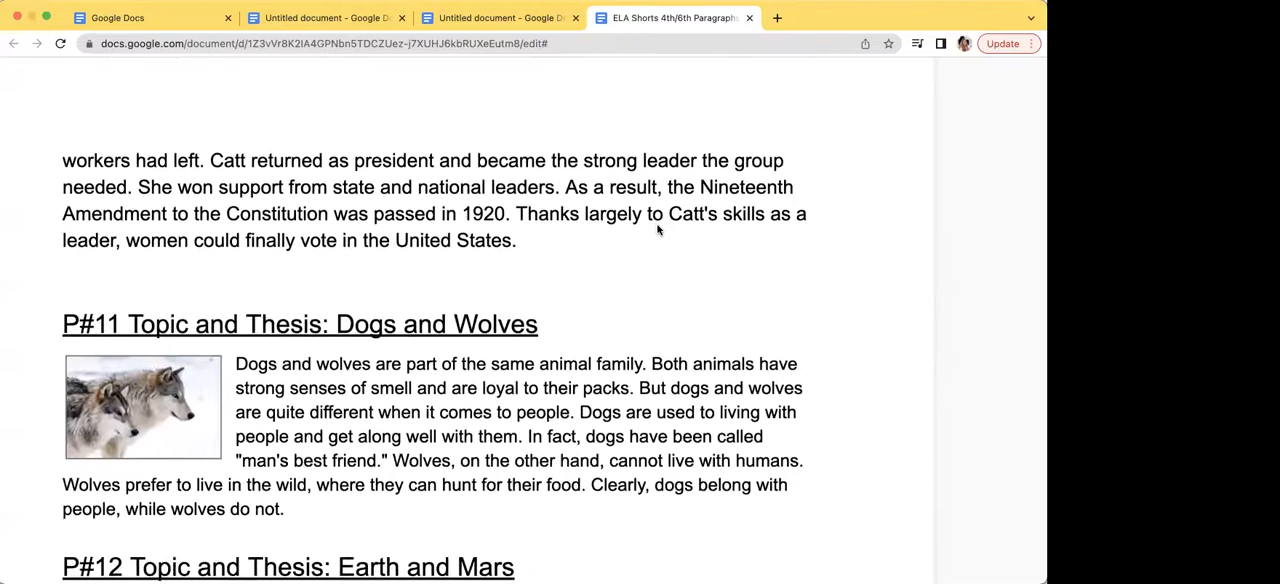 Google Docs
Untitled document - Google D
Untitled document - Google D
ELA Shorts 4th/6th Paragraphs
docs.google.com/document/d/1Z3vVr8K2IA4GPNbn5TDCZUez-j7XUHJ6kbRUXeEutm8/edit#
Update
workers had left. Catt returned as president and became the strong leader the group
needed. She won support from state and national leaders. As a result, the Nineteenth
Amendment to the Constitution was passed in 1920. Thanks largely to Catt's skills as a
leader, women could finally vote in the United States.
P#11 Topic and Thesis: Dogs and Wolves
Dogs and wolves are part of the same animal family. Both animals have
strong senses of smell and are loyal to their packs. But dogs and wolves
are quite different when it comes to people. Dogs are used to living with
people and get along well with them. In fact, dogs have been called
"man's best friend." Wolves, on the other hand, cannot live with humans.
Wolves prefer to live in the wild, where they can hunt for their food. Clearly, dogs belong with
people, while wolves do not.
P#12 Topic and Thesis: Earth and Mars